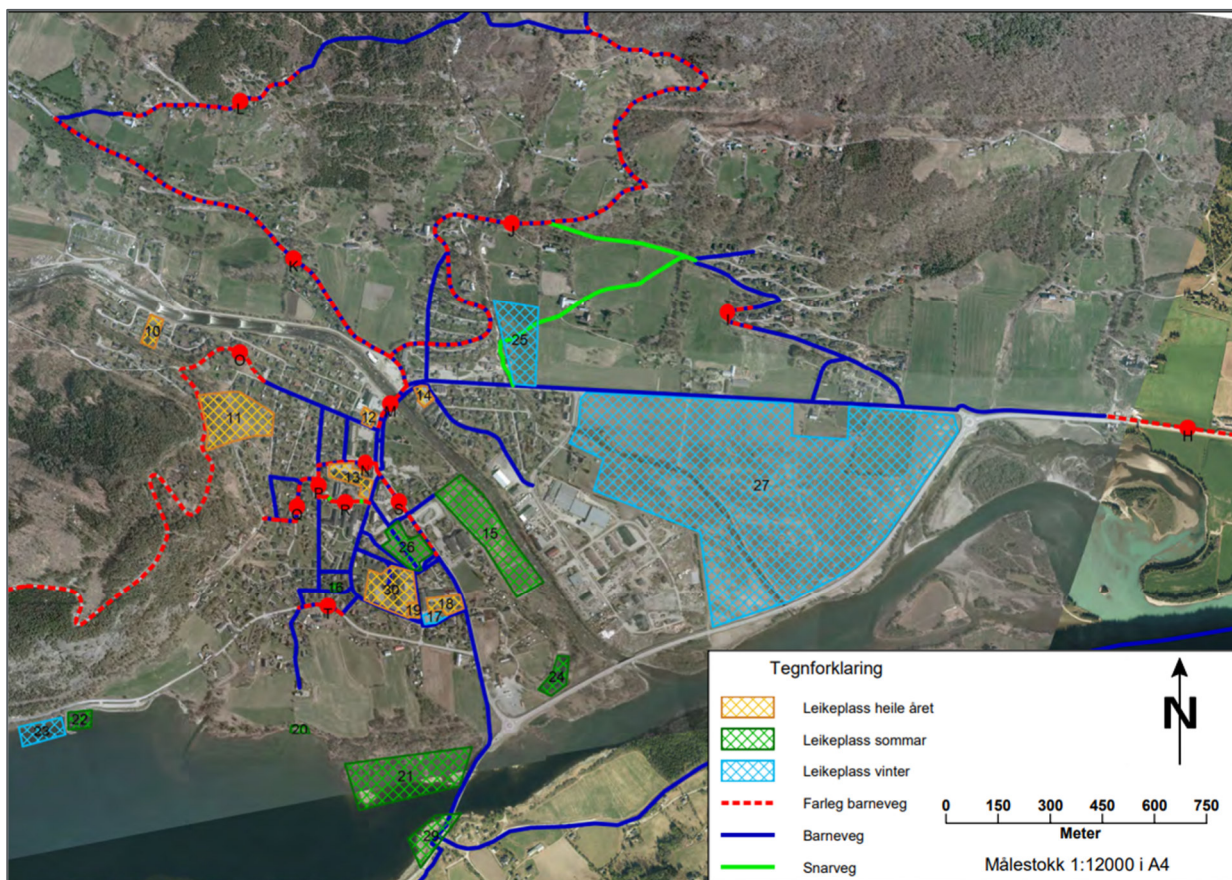 L
J
K
I
25
10
O
14
M
12
11
H
N
13
P
27
Q
R
S
15
26
16
30
18
T
19
17
24
22
23
20
21
29
Tegnforklaring
Leikeplass heile året
Leikeplass sommar
Leikeplass vinter
Farleg barneveg
Barneveg
Snarveg
N
0 150 300 450 600 750
Meter
Målestokk 1:12000 i A4